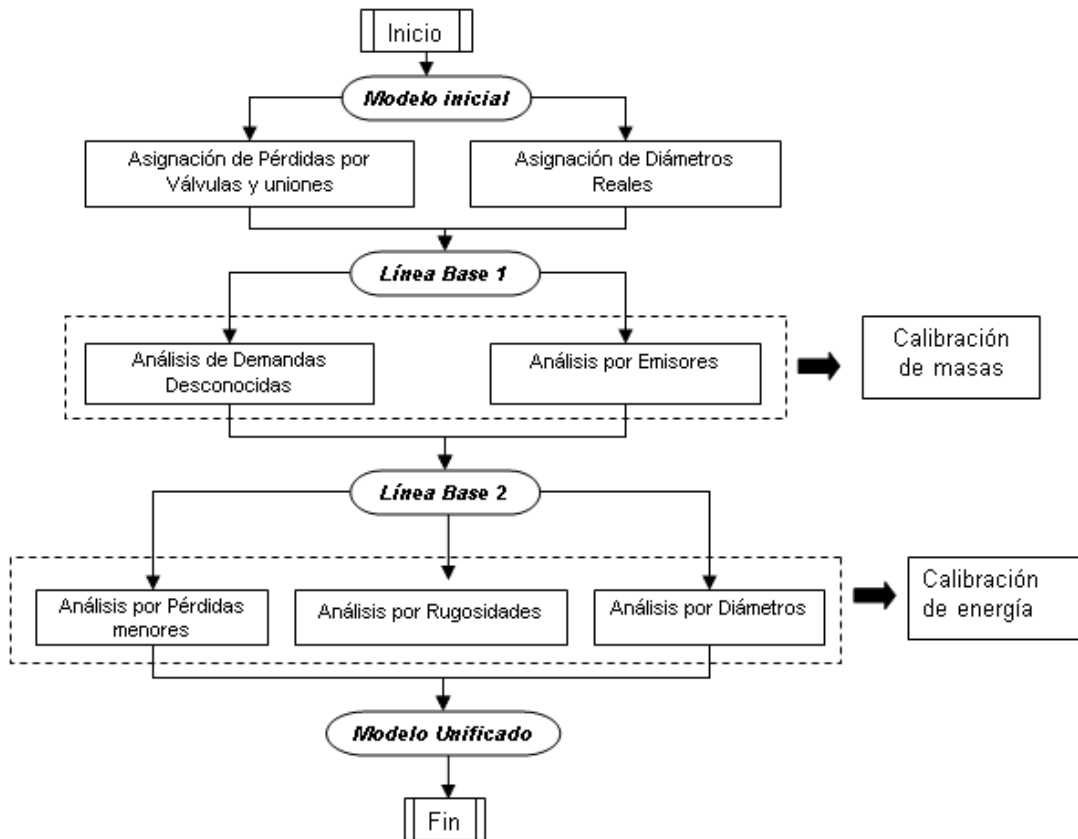 Inicio
Modelo inicial
Asignación de Pérdidas por
Válvulas y uniones
Asignación de Diámetros
Reales
Línea Base 1
Análisis de Demandas
Desconocidas
Análisis por Emisores
Calibración
de masas
Línea Base 2
Análisis por Pérdidas
menores
Análisis por Rugosidades
Análisis por Diámetros
Calibración
de energía
Modelo Unificado
Fin